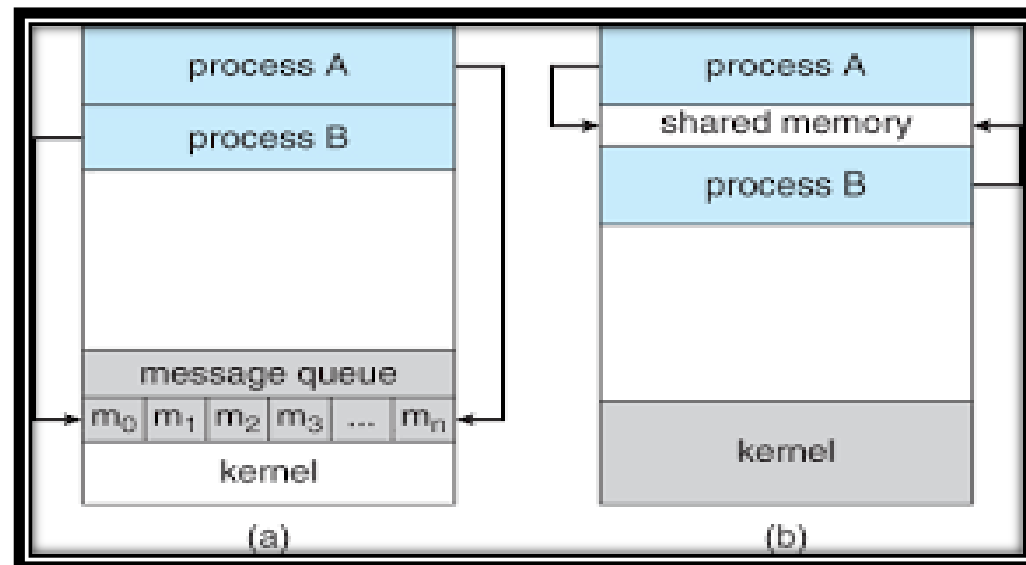 process A
process B
message queue
m₀ m₁ m₂ m₃ ... mₙ
kernel
(a)
process A
shared memory
process B
kernel
(b)